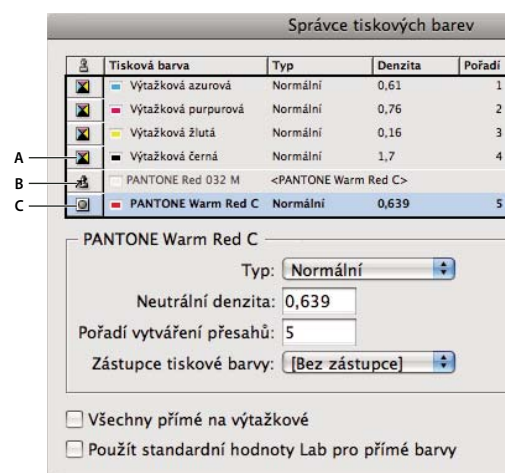 Správce tiskových barev
Tisková barva Typ Denzita Pořadí
Výtažková azurová Normální 0,61 1
Výtažková purpurová Normální 0,76 2
Výtažková žlutá Normální 0,16 3
A Výtažková černá Normální 1,7 4
B PANTONE Red 032 M <PANTONE Warm Red C>
C PANTONE Warm Red C Normální 0,639 5
PANTONE Warm Red C
Typ: Normální
Neutrální denzita: 0,639
Pořadí vytváření přesahů: 5
Zástupce tiskové barvy: [Bez zástupce]
Všechny přímé na výtažkové
Použít standardní hodnoty Lab pro přímé barvy